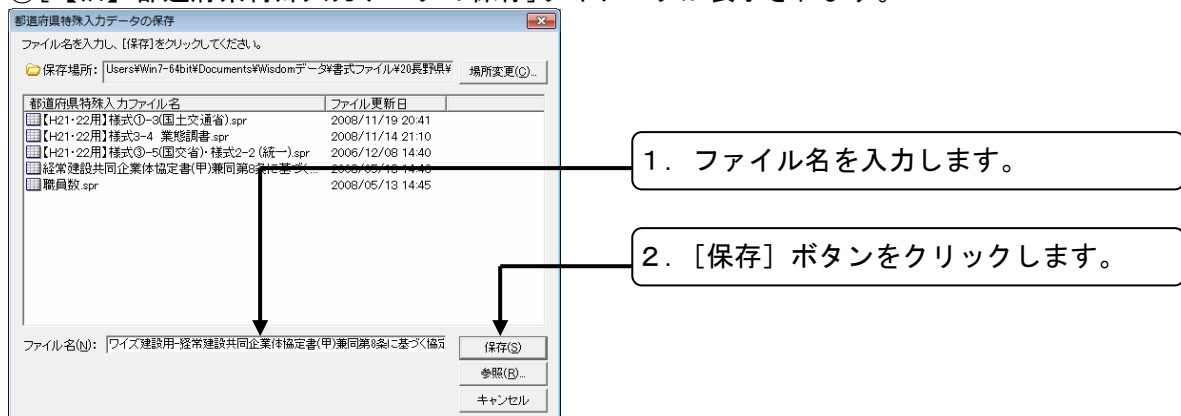 都道府県特殊入力データの保存
ファイル名を入力し、[保存]をクリックしてください。
保存場所: Users¥Win7-64bit¥Documents¥Wisdomデータ¥書式ファイル¥20長野県¥ 場所変更(C)...
都道府県特殊入力ファイル名 ファイル更新日
【H21・22用】様式①-3(国土交通省).spr 2008/11/19 20:41
【H21・22用】様式3-4 業態調書.spr 2008/11/14 21:10
【H21・22用】様式③-5(国交省)・様式2-2(統一).spr 2006/12/08 14:40
経常建設共同企業体協定書(甲)兼同第8条に基づく...
職員数.spr 2008/05/13 14:45
1. ファイル名を入力します。
2. [保存] ボタンをクリックします。
ファイル名(N): ワイズ建設用-経常建設共同企業体協定書(甲)兼同第8条に基づく協定 保存(S)
参照(R)...
キャンセル